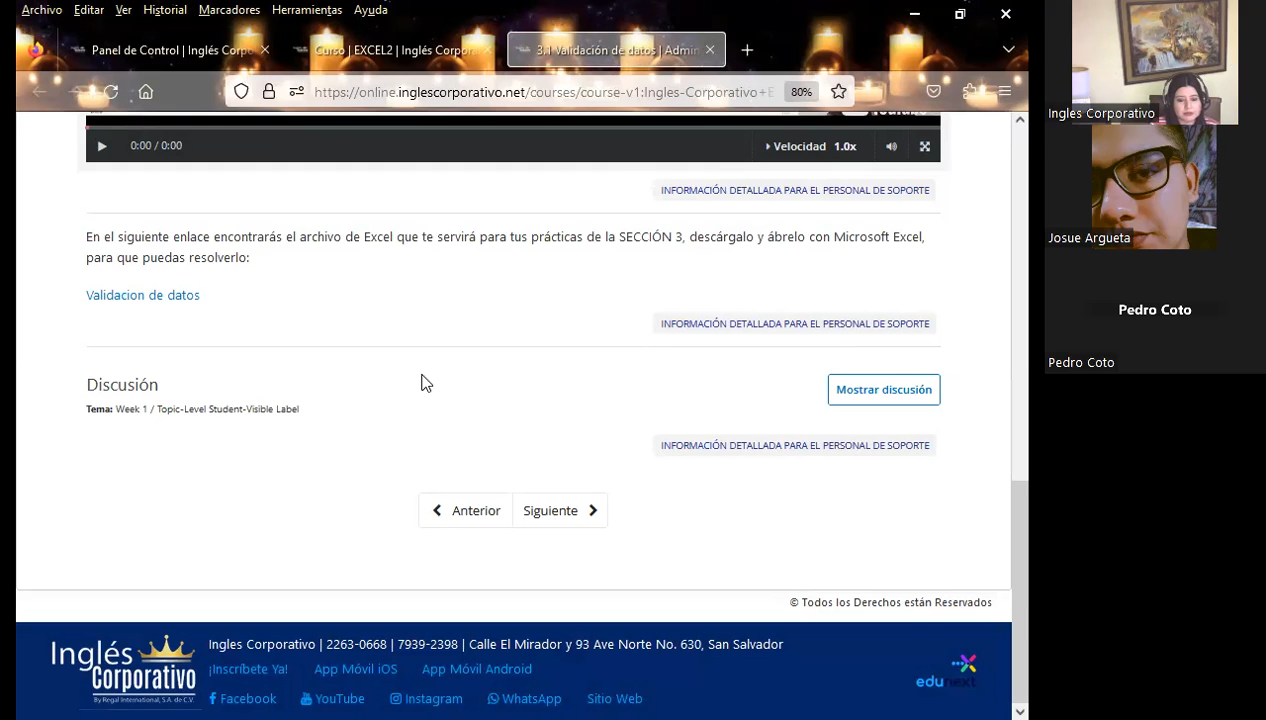 Archivo Editar Ver Historial Marcadores Herramientas Ayuda
Panel de Control | Inglés Corp
Curso | EXCEL2 | Inglés Corpor
3.1 Validación de datos | Admin
https://online.inglescorporativo.net/courses/course-v1:Ingles-Corporativo+E
80%
0:00 / 0:00
Velocidad 1.0x
INFORMACIÓN DETALLADA PARA EL PERSONAL DE SOPORTE
En el siguiente enlace encontrarás el archivo de Excel que te servirá para tus prácticas de la SECCIÓN 3, descárgalo y ábrelo con Microsoft Excel,
para que puedas resolverlo:
Validacion de datos
INFORMACIÓN DETALLADA PARA EL PERSONAL DE SOPORTE
Discusión
Mostrar discusión
Tema: Week 1 / Topic-Level Student-Visible Label
INFORMACIÓN DETALLADA PARA EL PERSONAL DE SOPORTE
Anterior
Siguiente
© Todos los Derechos están Reservados
Inglés Corporativo
By Regal International, S.A. de C.V.
Ingles Corporativo | 2263-0668 | 7939-2398 | Calle El Mirador y 93 Ave Norte No. 630, San Salvador
¡Inscríbete Ya! App Móvil iOS App Móvil Android
Facebook YouTube Instagram WhatsApp Sitio Web
edunext
Ingles Corporativo
Josue Argueta
Pedro Coto
Pedro Coto